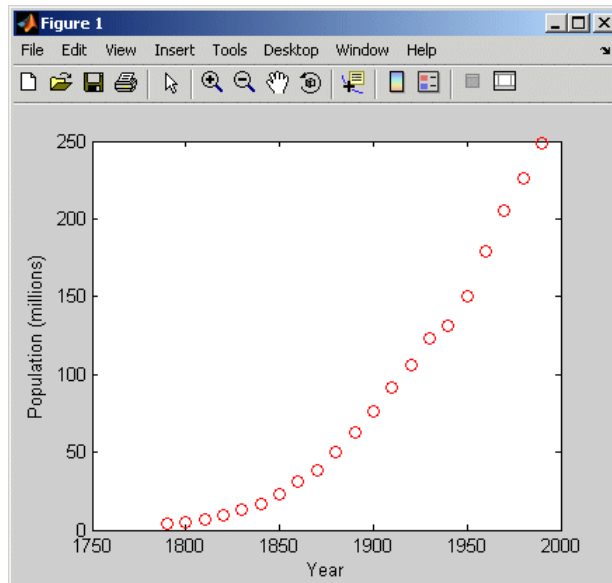 Figure 1
File Edit View Insert Tools Desktop Window Help
250
200
150
100
50
0
Population (millions)
1750 1800 1850 1900 1950 2000
Year